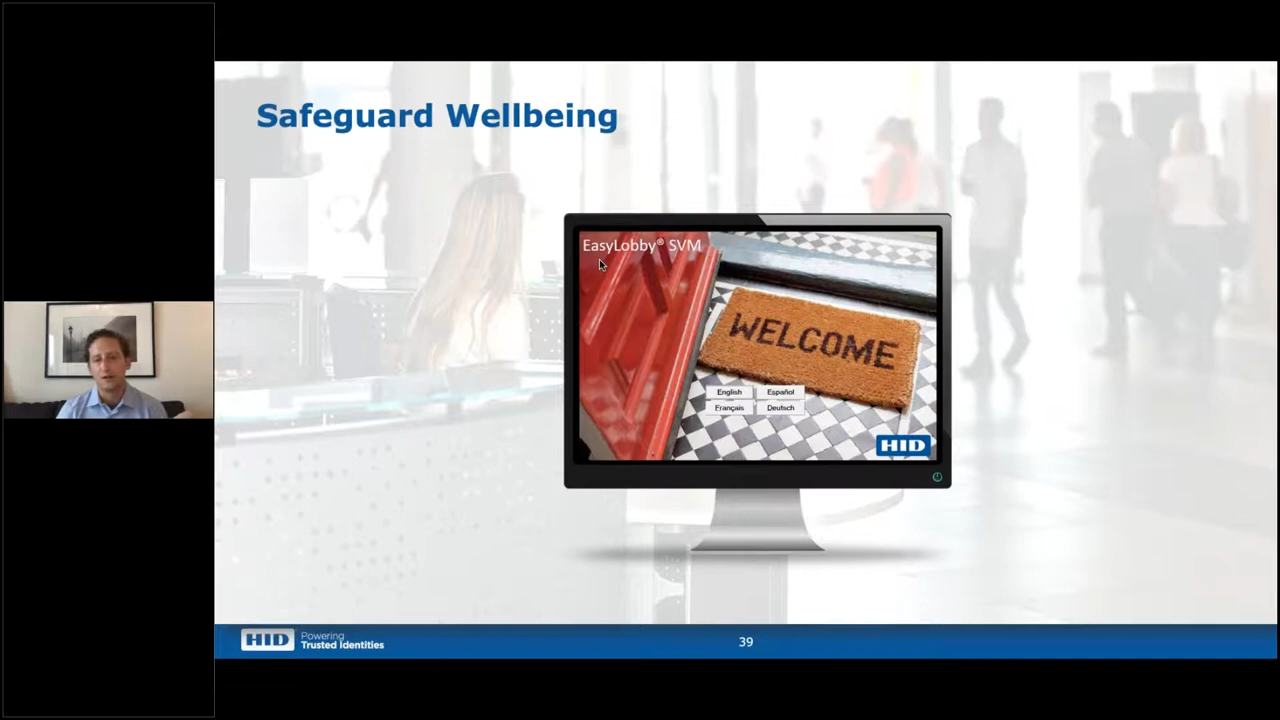 Safeguard Wellbeing
EasyLobby® SVM
WELCOME
English Español
Français Deutsch
HID
HID Powering
Trusted Identities
39